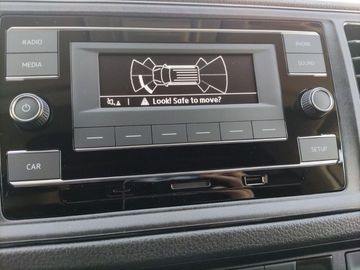 RADIO
PHONE
MEDIA
SOUND
Look! Safe to move?
CAR
SETUP